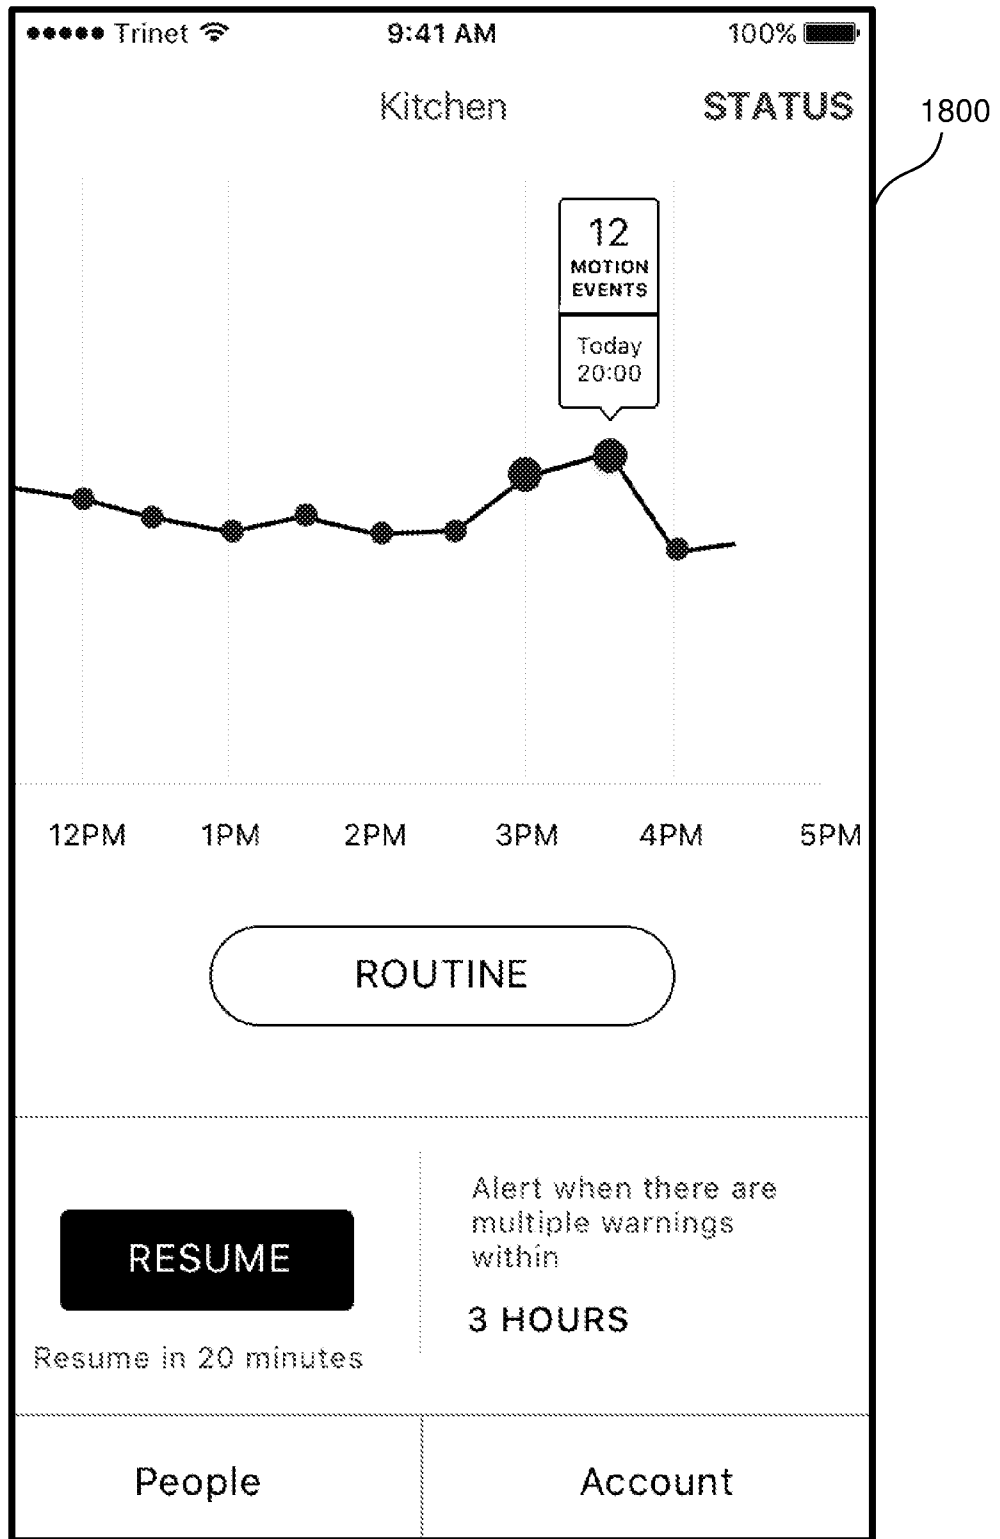 Trinet 9:41 AM 100%
Kitchen STATUS
1800
12
MOTION
EVENTS
Today
20:00
12PM 1PM 2PM 3PM 4PM 5PM
ROUTINE
Alert when there are
multiple warnings
within
3 HOURS
RESUME
Resume in 20 minutes
People Account